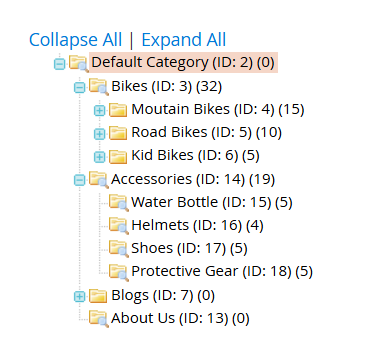 Collapse All | Expand All
Default Category (ID: 2) (0)
Bikes (ID: 3) (32)
Moutain Bikes (ID: 4) (15)
Road Bikes (ID: 5) (10)
Kid Bikes (ID: 6) (5)
Accessories (ID: 14) (19)
Water Bottle (ID: 15) (5)
Helmets (ID: 16) (4)
Shoes (ID: 17) (5)
Protective Gear (ID: 18) (5)
Blogs (ID: 7) (0)
About Us (ID: 13) (0)